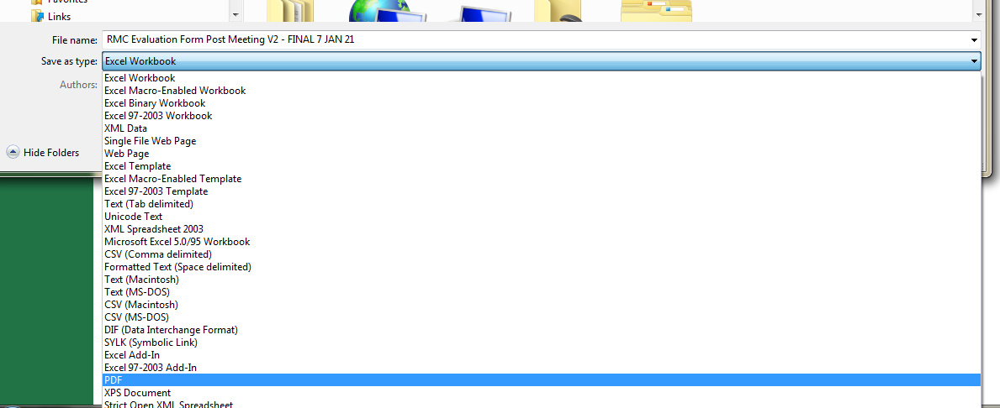 Favorites
Links
File name: RMC Evaluation Form Post Meeting V2 - FINAL 7 JAN 21
Save as type: Excel Workbook
Authors:
Excel Workbook
Excel Macro-Enabled Workbook
Excel Binary Workbook
Excel 97-2003 Workbook
XML Data
Single File Web Page
Web Page
Excel Template
Excel Macro-Enabled Template
Excel 97-2003 Template
Text (Tab delimited)
Unicode Text
XML Spreadsheet 2003
Microsoft Excel 5.0/95 Workbook
CSV (Comma delimited)
Formatted Text (Space delimited)
Text (Macintosh)
Text (MS-DOS)
CSV (Macintosh)
CSV (MS-DOS)
DIF (Data Interchange Format)
SYLK (Symbolic Link)
Excel Add-In
Excel 97-2003 Add-In
PDF
XPS Document
Strict Open XML Spreadsheet
Hide Folders